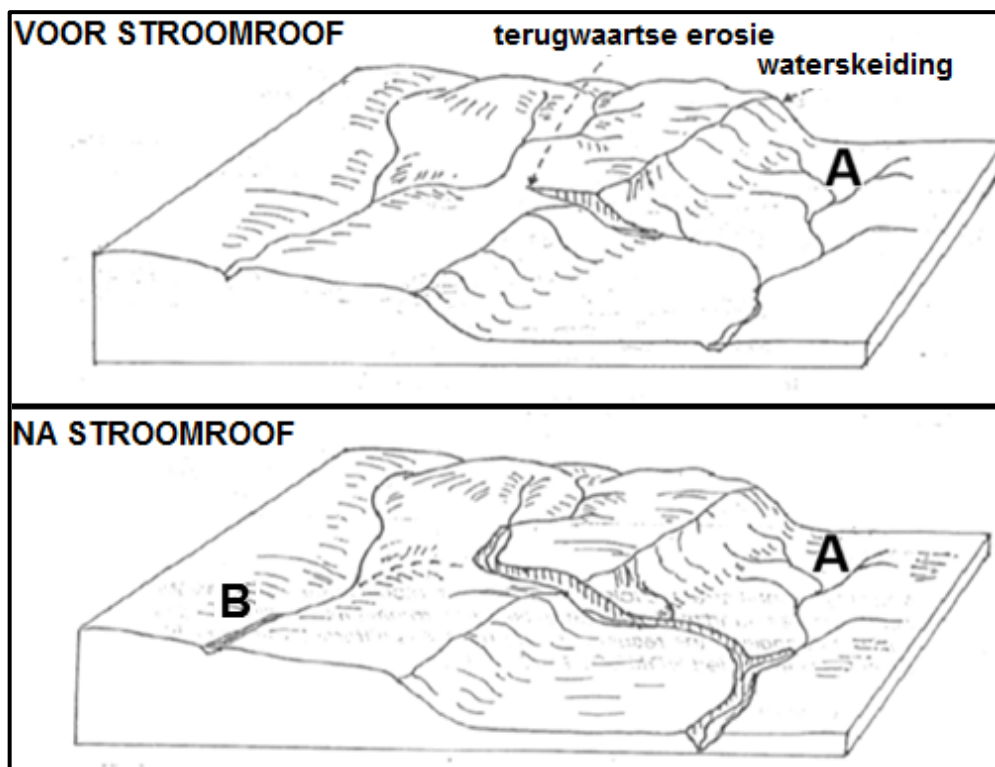 VOOR STROOMROOF
terugwaartse erosie
waterskeiding
A
NA STROOMROOF
A
B